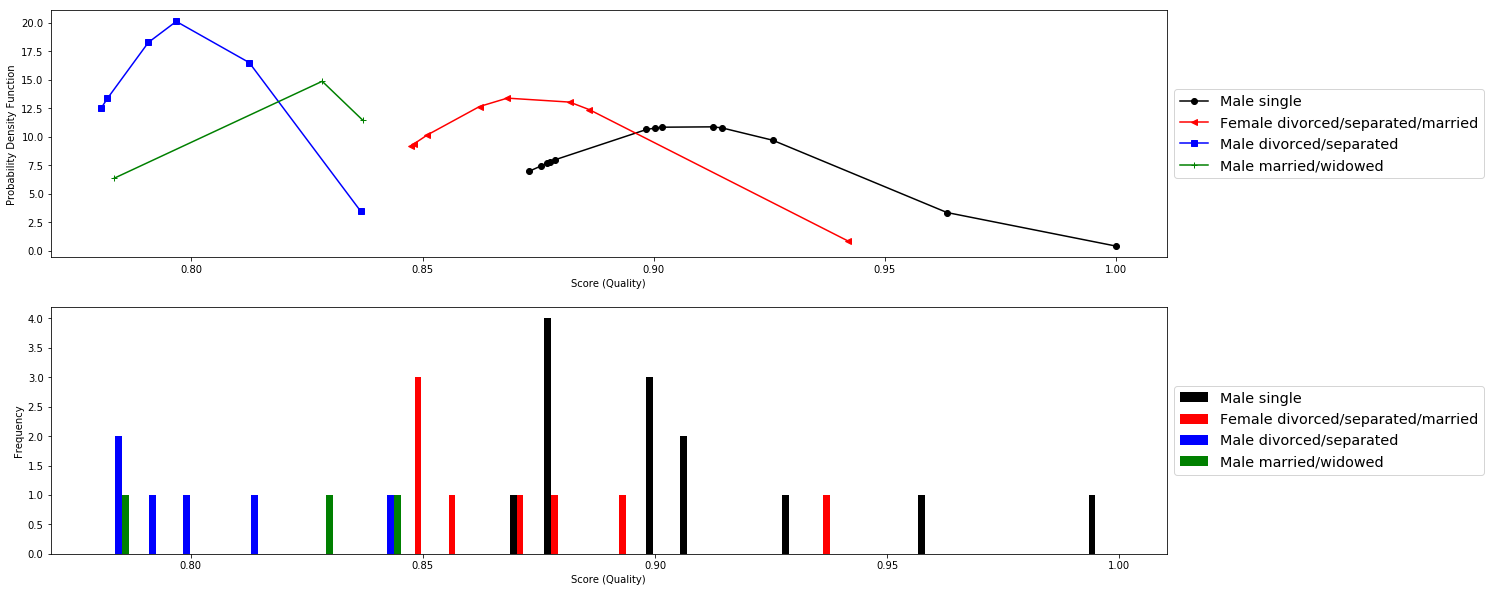 20.0
17.5
15.0
12.5
10.0
7.5
5.0
2.5
0.0
Probability Density Function
0.80
0.85
0.90
0.95
1.00
Score (Quality)
Male single
Female divorced/separated/married
Male divorced/separated
Male married/widowed
4.0
3.5
3.0
2.5
2.0
1.5
1.0
0.5
0.0
Frequency
0.80
0.85
0.90
0.95
1.00
Score (Quality)
Male single
Female divorced/separated/married
Male divorced/separated
Male married/widowed